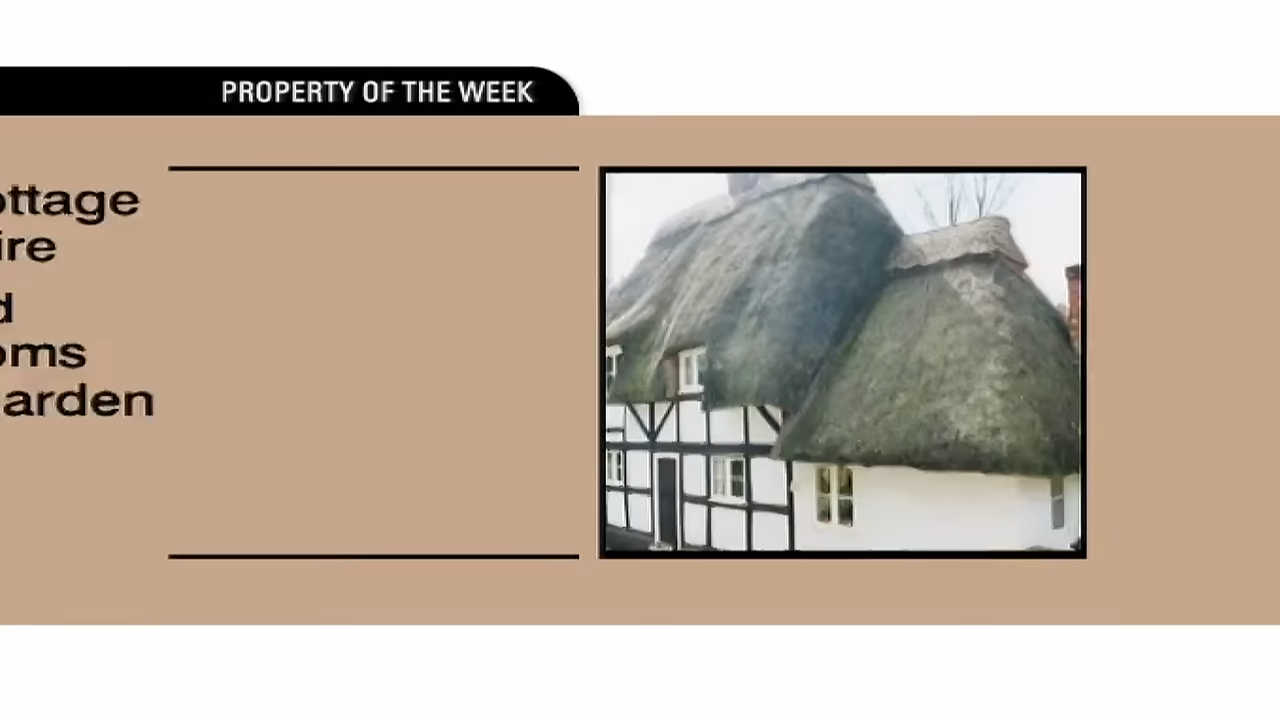 PROPERTY OF THE WEEK
ottage
ire
d
oms
arden